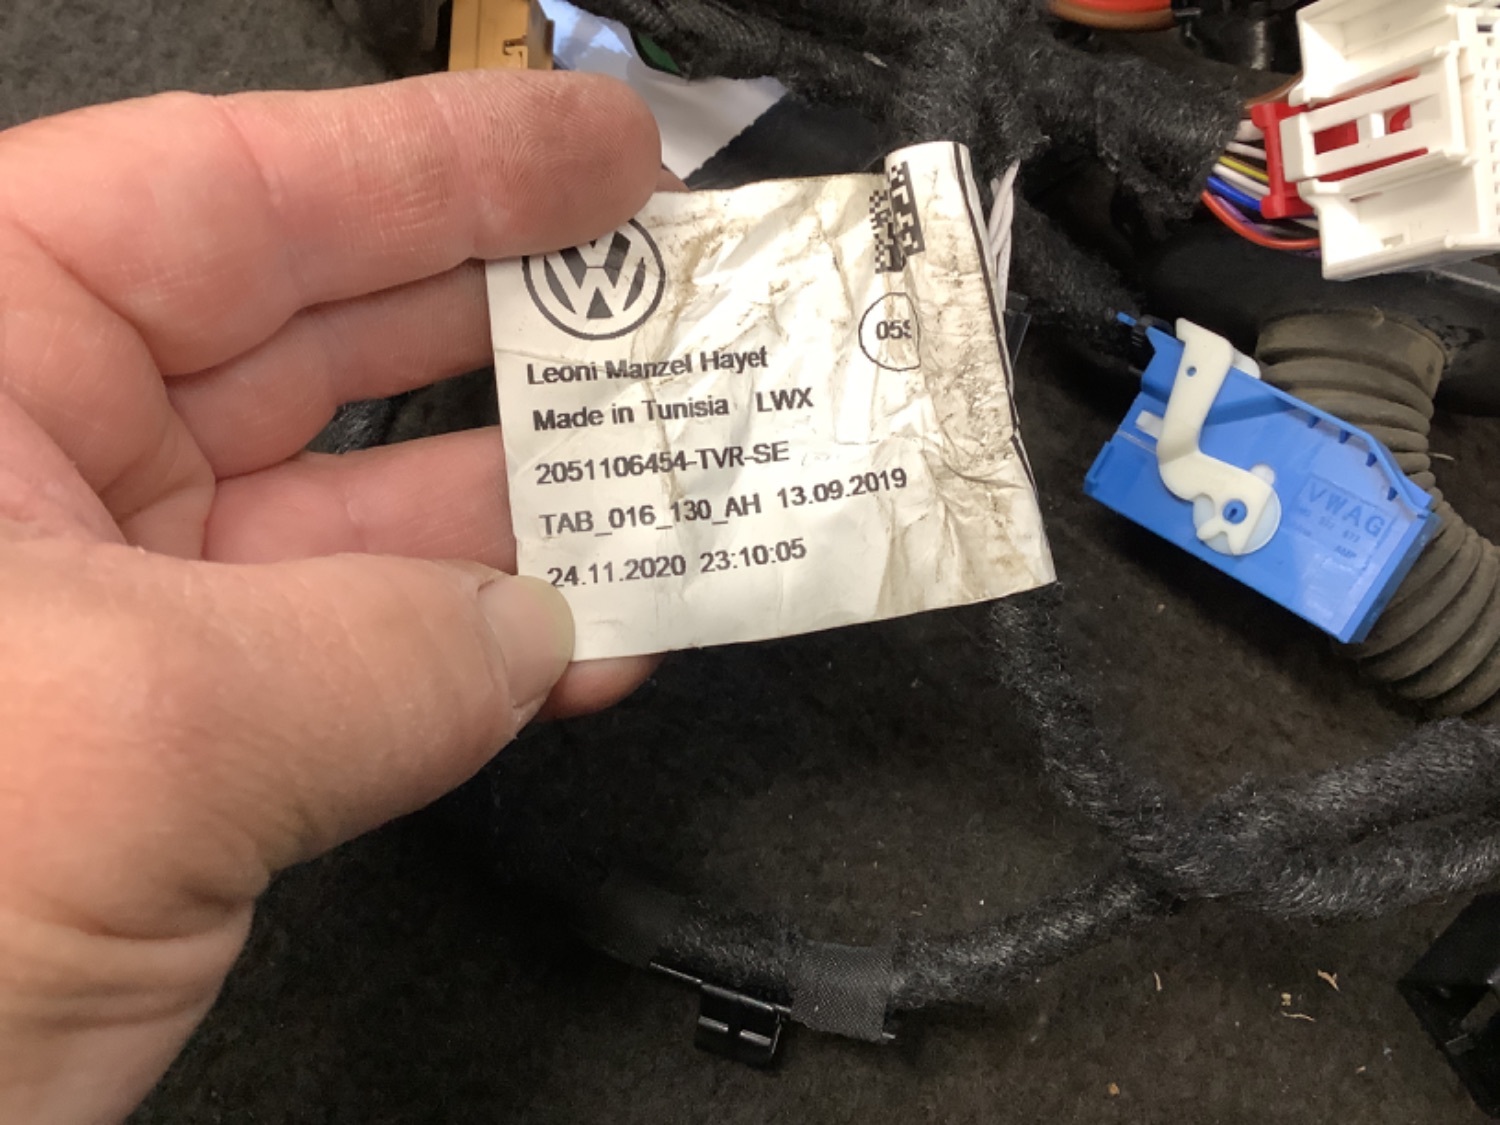 05S
Leoni Manzel Hayet
Made in Tunisia LWX
2051106454-TVR-SE
TAB_016_130_AH 13.09.2019
24.11.2020 23:10:05
VWAG